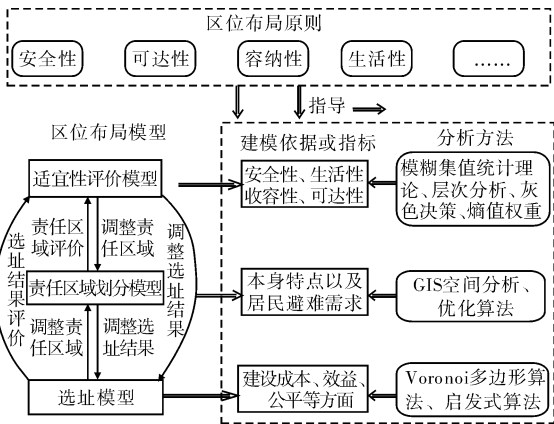 区位布局原则
安全性
可达性
容纳性
生活性
……
指导
区位布局模型
建模依据或指标
分析方法
适宜性评价模型
安全性、生活性
收容性、可达性
模糊集值统计理
论、层次分析、灰
色决策、熵值权重
选址结果评价
责任区
域评价
调整责
任区域
调整选址结果
责任区域划分模型
本身特点以及
居民避难需求
GIS空间分析、
优化算法
调整责
任区域
调整选
址结果
选址模型
建设成本、效益、
公平等方面
Voronoi多边形算
法、启发式算法